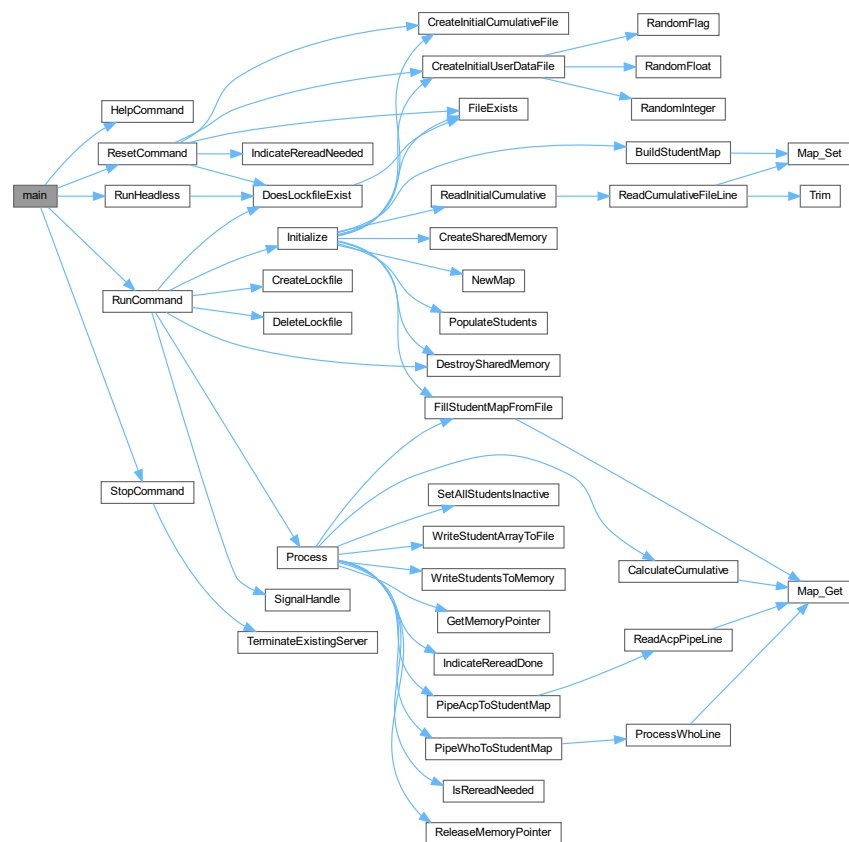 main
HelpCommand
ResetCommand
RunHeadless
RunCommand
StopCommand
CreateInitialCumulativeFile
CreateInitialUserDataFile
FileExists
IndicateRereadNeeded
DoesLockfileExist
Initialize
CreateLockfile
DeleteLockfile
Process
SignalHandle
TerminateExistingServer
RandomFlag
RandomFloat
RandomInteger
BuildStudentMap
Map_Set
ReadInitialCumulative
ReadCumulativeFileLine
Trim
CreateSharedMemory
NewMap
PopulateStudents
DestroySharedMemory
FillStudentMapFromFile
SetAllStudentsInactive
WriteStudentArrayToFile
WriteStudentsToMemory
GetMemoryPointer
IndicateRereadDone
PipeAcpToStudentMap
PipeWhoToStudentMap
IsRereadNeeded
ReleaseMemoryPointer
CalculateCumulative
Map_Get
ReadAcpPipeLine
ProcessWhoLine